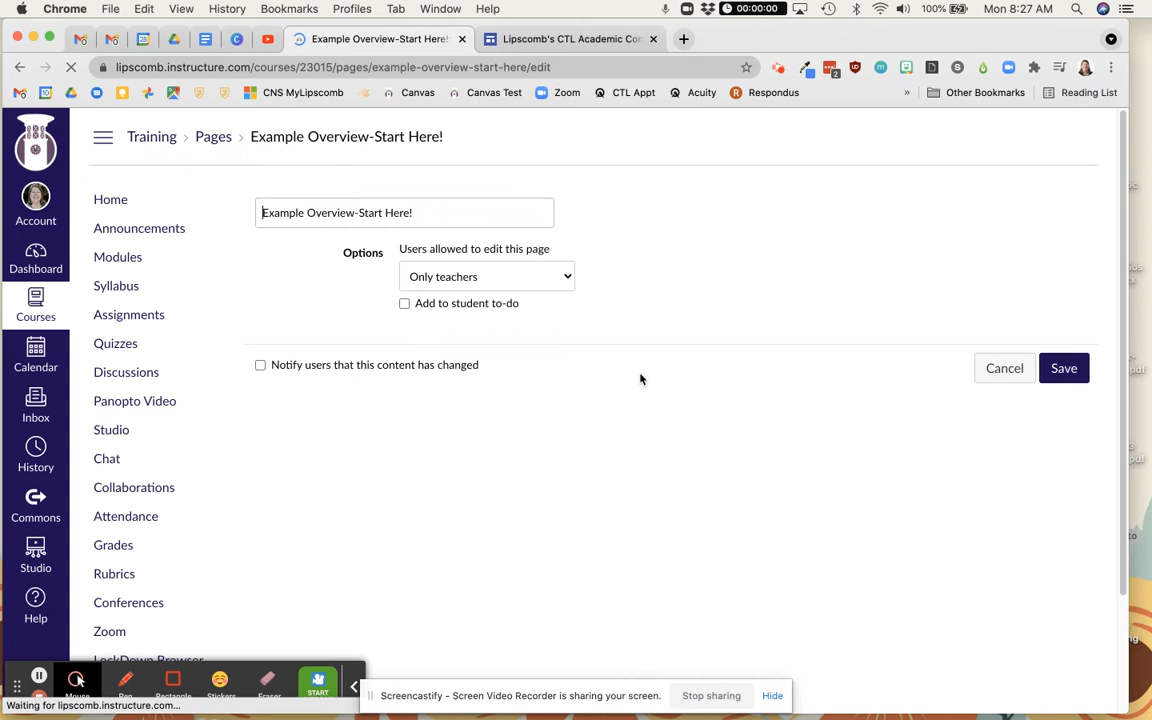 Chrome File Edit View History Bookmarks Profiles Tab Window Help 00:00:00 100% Mon 8:27 AM
Example Overview-Start Here! Lipscomb's CTL Academic Con
lipscomb.instructure.com/courses/23015/pages/example-overview-start-here/edit
CNS MyLipscomb Canvas Canvas Test Zoom CTL Appt Acuity Respondus » Other Bookmarks Reading List
Training > Pages > Example Overview-Start Here!
Account
Dashboard
Courses
Calendar
Inbox
History
Commons
Studio
Help
Home
Announcements
Modules
Syllabus
Assignments
Quizzes
Discussions
Panopto Video
Studio
Chat
Collaborations
Attendance
Grades
Rubrics
Conferences
Zoom
LockDown Browser
Example Overview-Start Here!
Options Users allowed to edit this page
Only teachers
Add to student to-do
Notify users that this content has changed
Cancel Save
Mouse Pen Rectangle Stickers Eraser START
Screencastify - Screen Video Recorder is sharing your screen. Stop sharing Hide
Waiting for lipscomb.instructure.com...